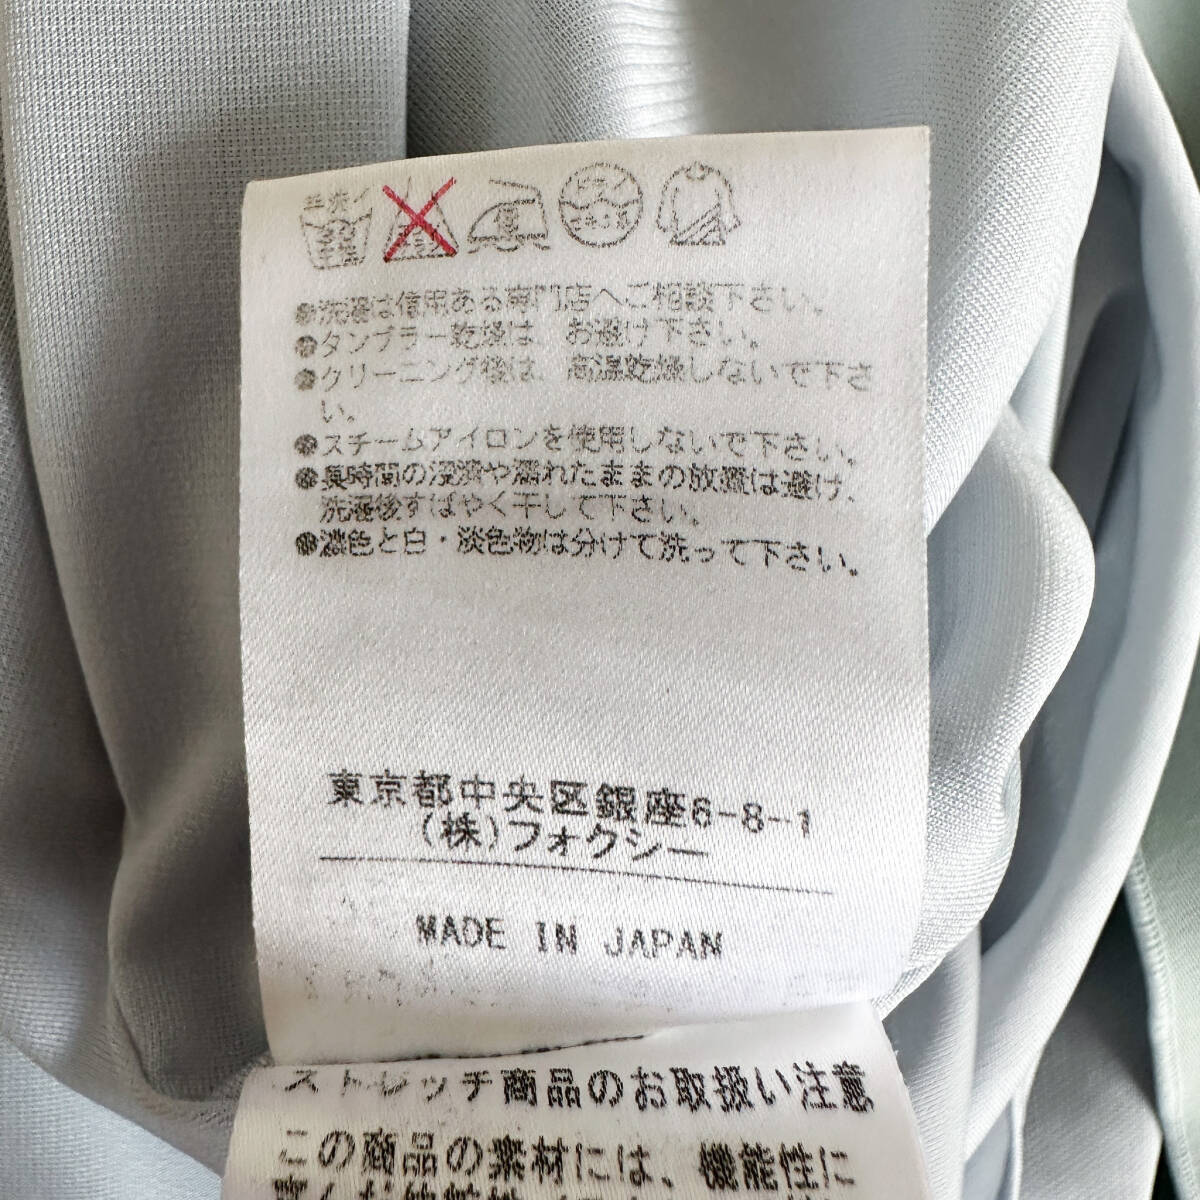 手洗イ
ドライ
●洗濯は信用ある専門店へご相談下さい。
●タンブラー乾燥は お避け下さい。
●クリーニング後は、高温乾燥しないで下さ
い。
●スチームアイロンを使用しないで下さい。
●長時間の浸漬や濡れたままの放置は避け、
洗濯後すばやく干して下さい。
●濃色と白・淡色物は分けて洗って下さい。
東京都中央区銀座6-8-1
(株)フォクシー
MADE IN JAPAN
ストレッチ商品のお取扱い注意
この商品の素材には、機能性に